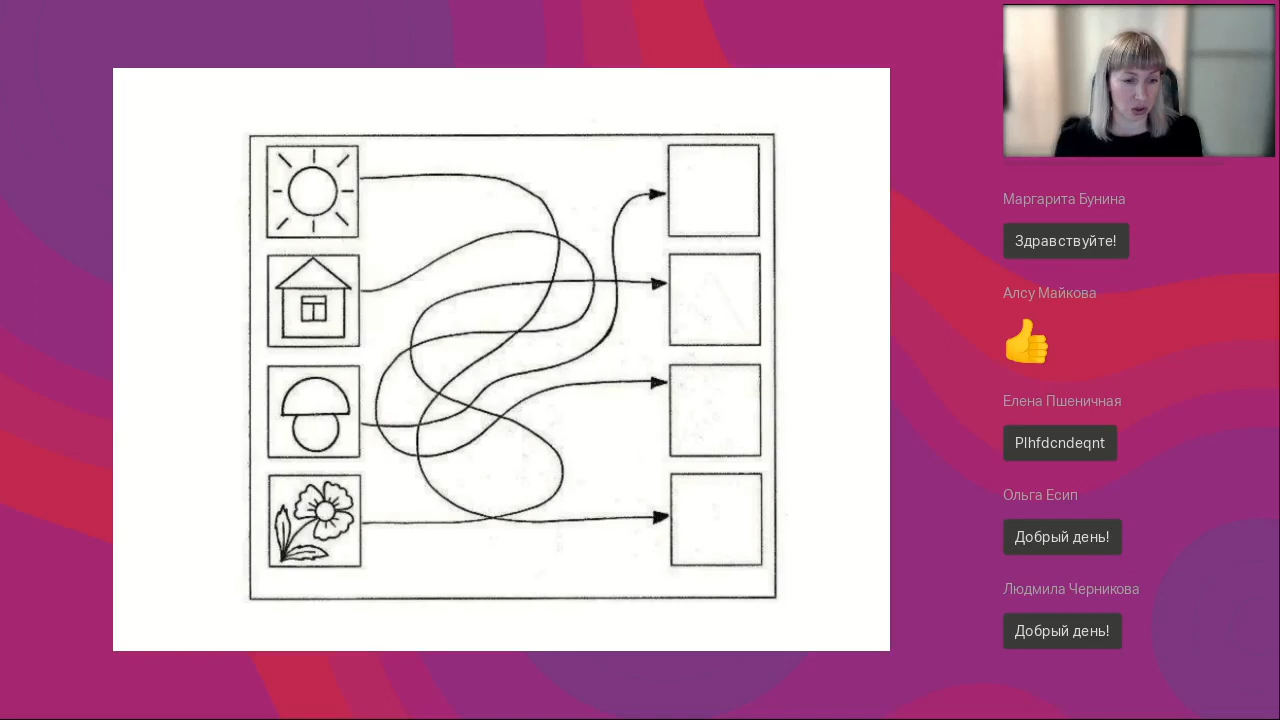 Маргарита Бунина
Здравствуйте!
Алсу Майкова
Елена Пшеничная
Plhfdcndeqnt
Ольга Есип
Добрый день!
Людмила Черникова
Добрый день!